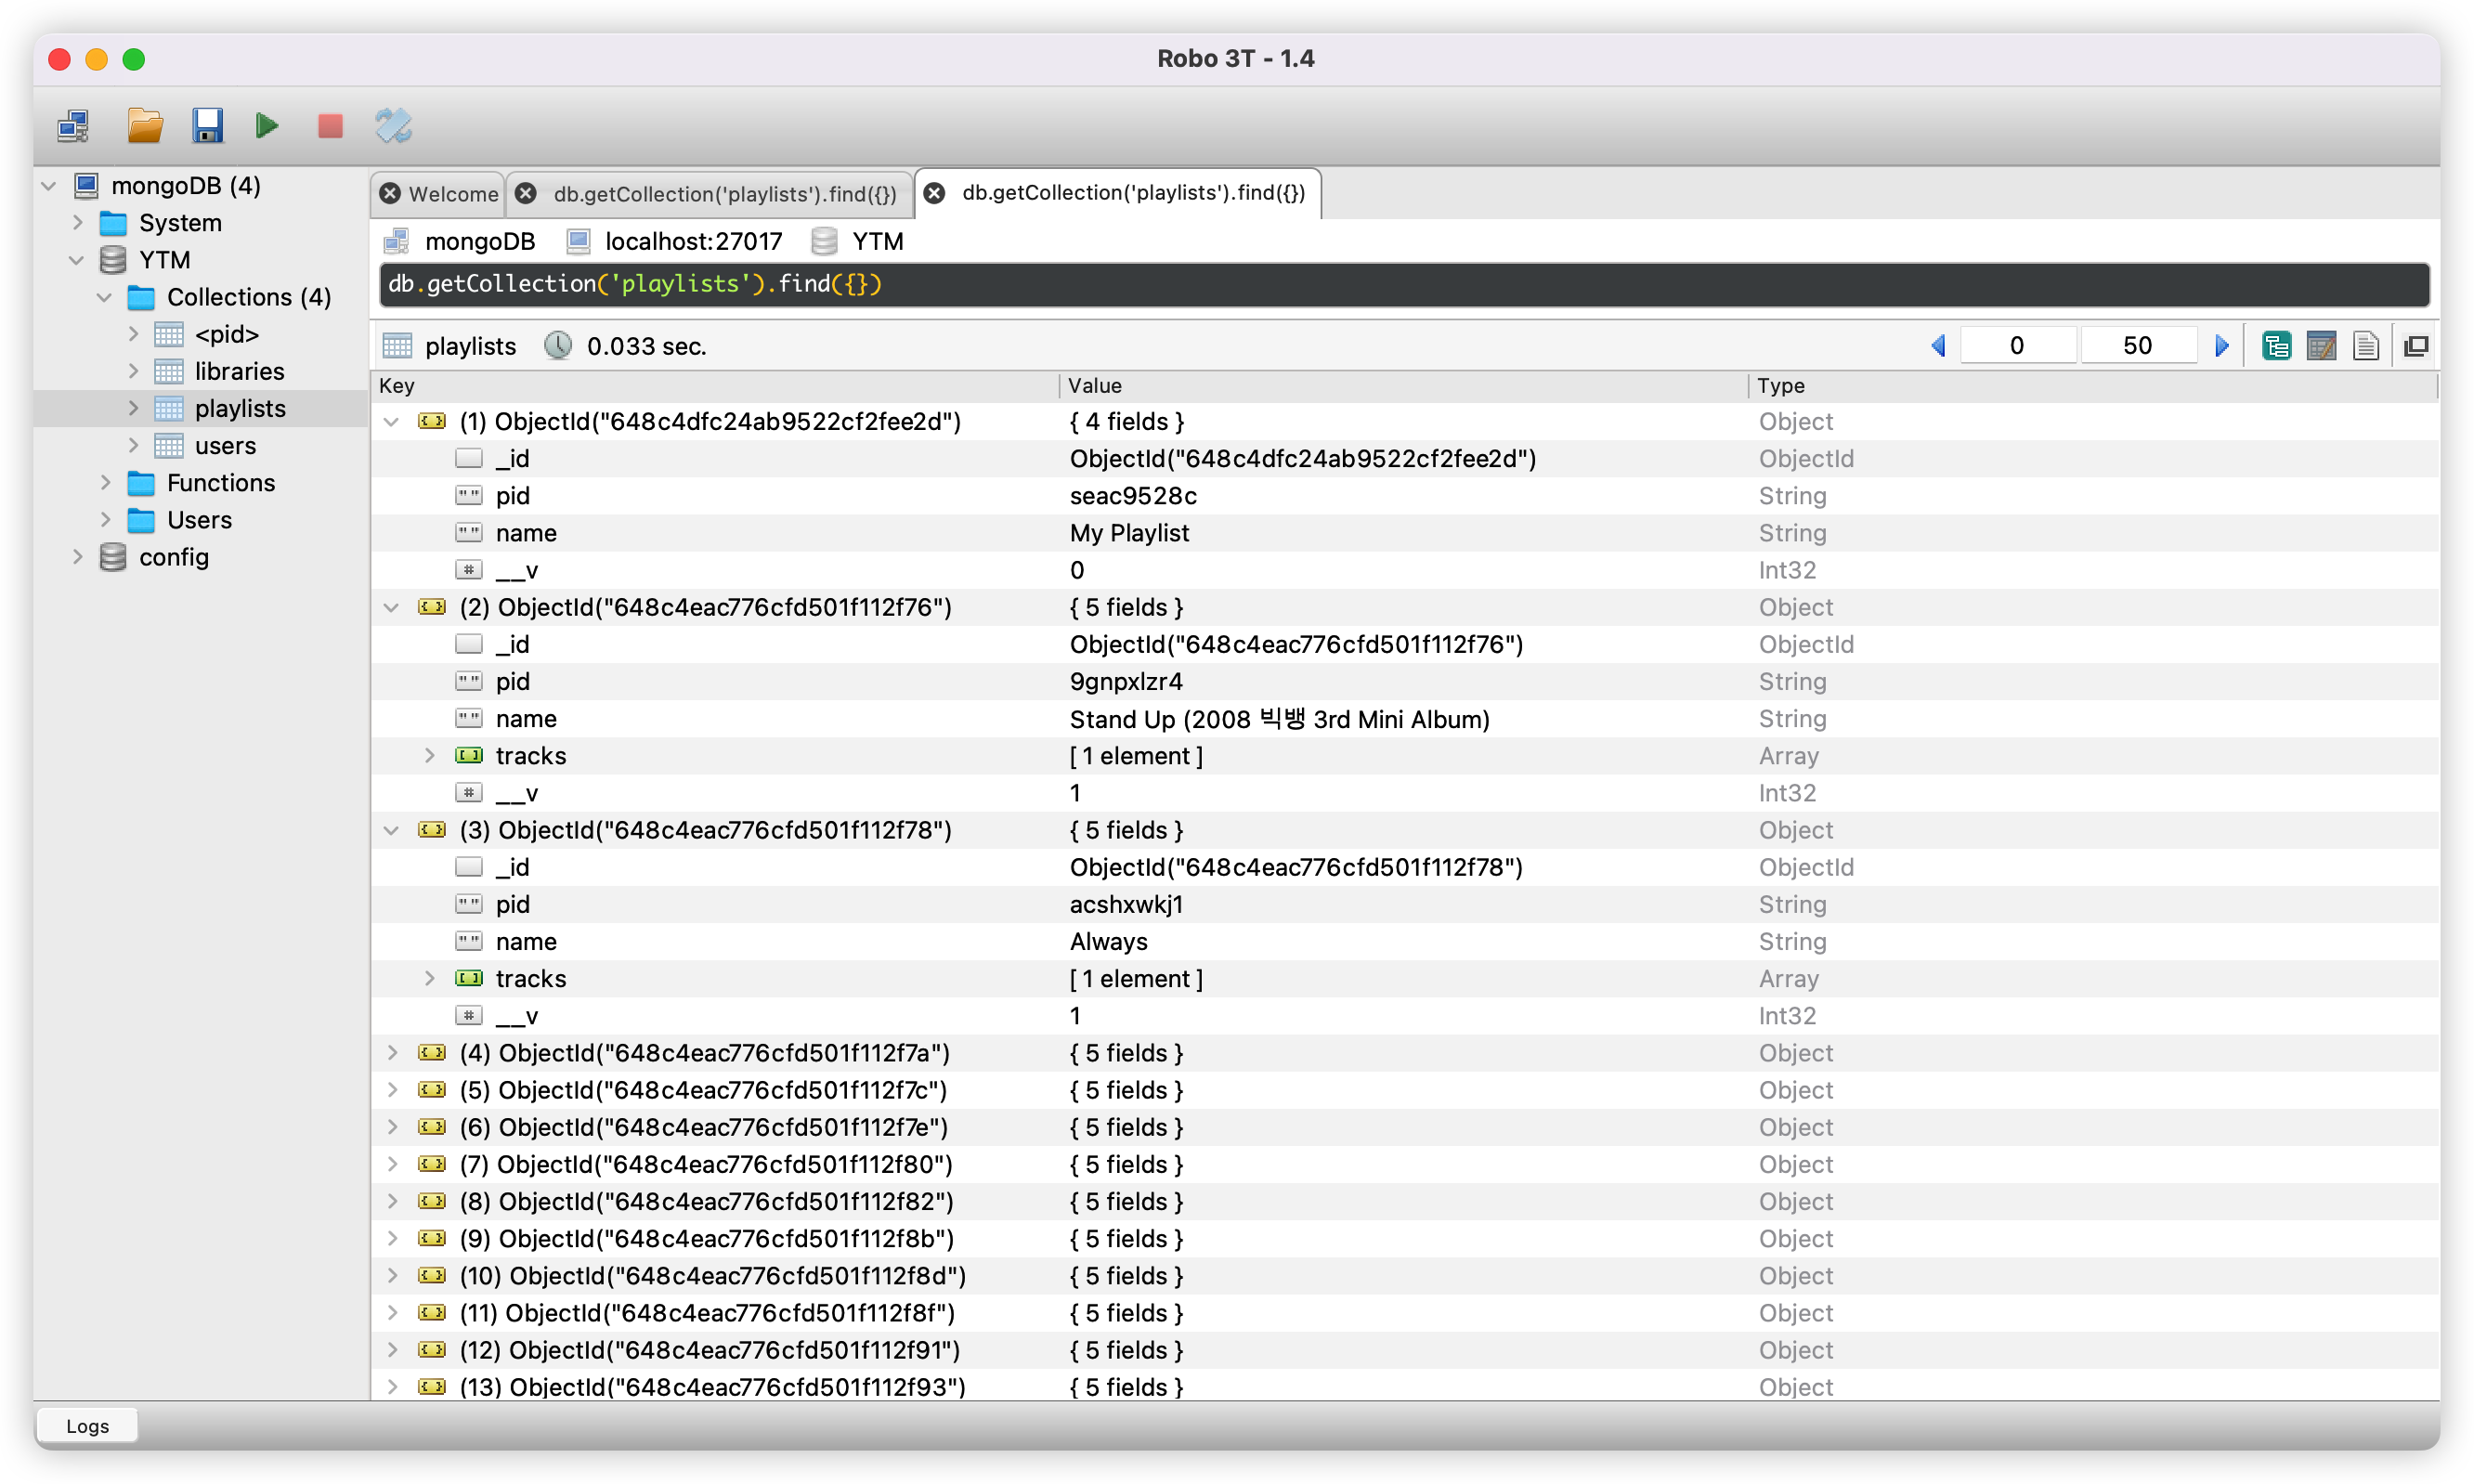 Robo 3T - 1.4
mongoDB (4)
System
YTM
Collections (4)
<pid>
libraries
playlists
users
Functions
Users
config
Welcome
db.getCollection('playlists').find({})
db.getCollection('playlists').find({})
mongoDB localhost:27017 YTM
db.getCollection('playlists').find({})
playlists 0.033 sec. 0 50
Key Value Type
(1) ObjectId("648c4dfc24ab9522cf2fee2d") { 4 fields } Object
_id ObjectId("648c4dfc24ab9522cf2fee2d") ObjectId
pid seac9528c String
name My Playlist String
__v 0 Int32
(2) ObjectId("648c4eac776cfd501f112f76") { 5 fields } Object
_id ObjectId("648c4eac776cfd501f112f76") ObjectId
pid 9gnpxlzr4 String
name Stand Up (2008 빅뱅 3rd Mini Album) String
tracks [ 1 element ] Array
__v 1 Int32
(3) ObjectId("648c4eac776cfd501f112f78") { 5 fields } Object
_id ObjectId("648c4eac776cfd501f112f78") ObjectId
pid acshxwkj1 String
name Always String
tracks [ 1 element ] Array
__v 1 Int32
(4) ObjectId("648c4eac776cfd501f112f7a") { 5 fields } Object
(5) ObjectId("648c4eac776cfd501f112f7c") { 5 fields } Object
(6) ObjectId("648c4eac776cfd501f112f7e") { 5 fields } Object
(7) ObjectId("648c4eac776cfd501f112f80") { 5 fields } Object
(8) ObjectId("648c4eac776cfd501f112f82") { 5 fields } Object
(9) ObjectId("648c4eac776cfd501f112f8b") { 5 fields } Object
(10) ObjectId("648c4eac776cfd501f112f8d") { 5 fields } Object
(11) ObjectId("648c4eac776cfd501f112f8f") { 5 fields } Object
(12) ObjectId("648c4eac776cfd501f112f91") { 5 fields } Object
(13) ObjectId("648c4eac776cfd501f112f93") { 5 fields } Object
Logs